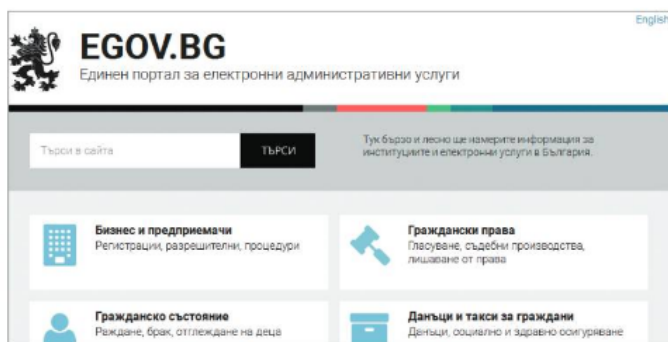 English
EGOV.BG
Единен портал за електронни административни услуги
Търси в сайта
ТЪРСИ
Тук бързо и лесно ще намерите информация за
институциите и електронни услуги в България.
Бизнес и предприемачи
Регистрации, разрешителни, процедури
Граждански права
Гласуване, съдебни производства,
лишаване от права
Гражданско състояние
Раждане, брак, отглеждане на деца
Данъци и такси за граждани
Данъци, социално и здравно осигуряване